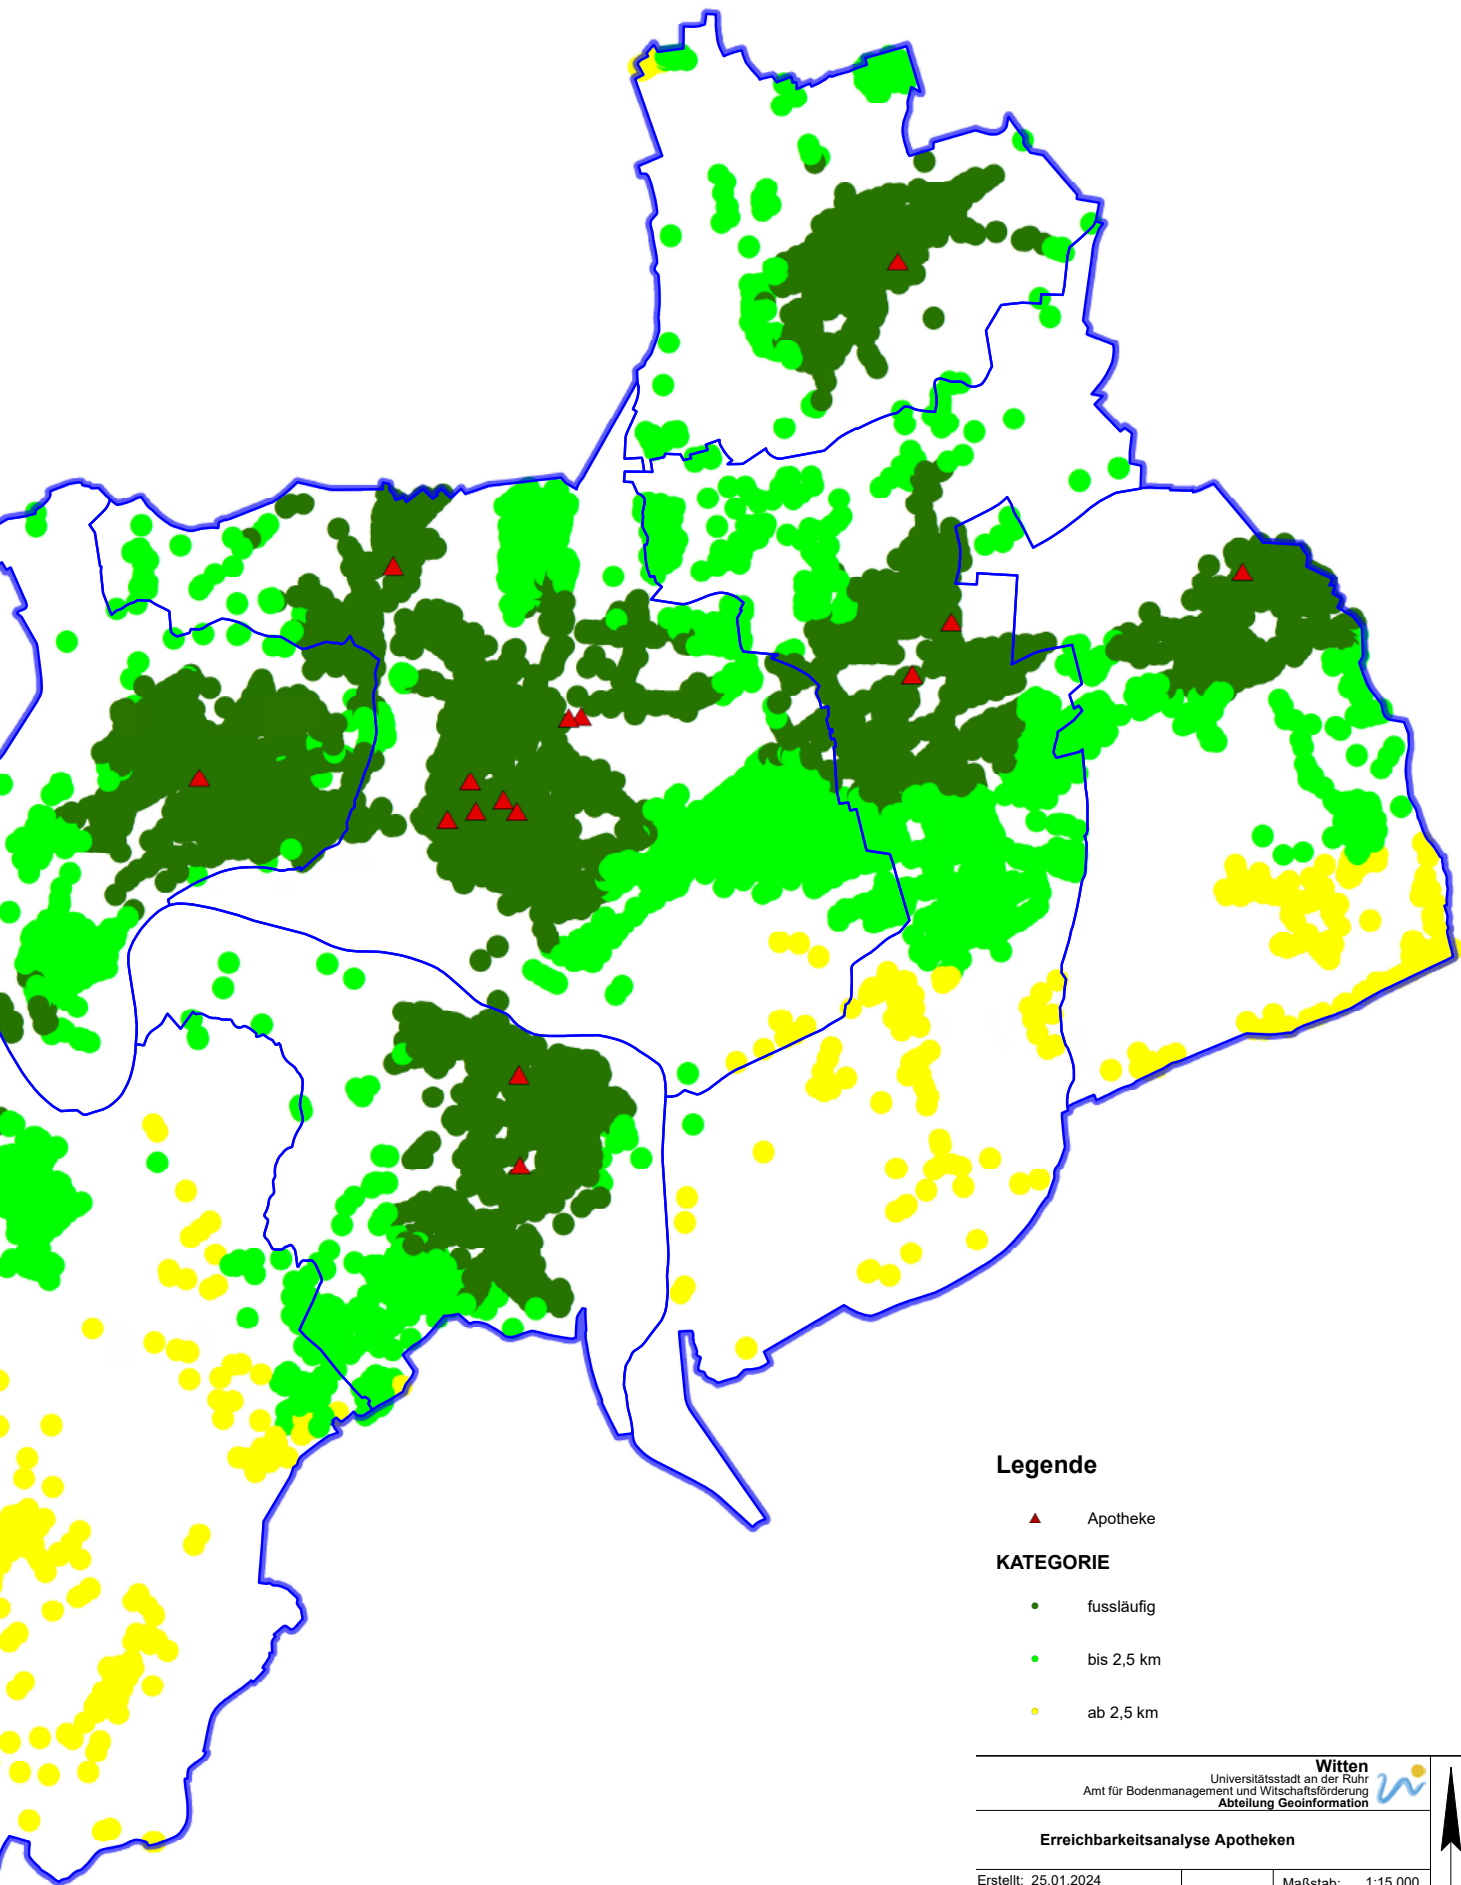 Legende
Apotheke
KATEGORIE
fussläufig
bis 2,5 km
ab 2,5 km
Witten
Universitätsstadt an der Ruhr
Amt für Bodenmanagement und Witschaftsförderung
Abteilung Geoinformation
Erreichbarkeitsanalyse Apotheken
Erstellt: 25.01.2024
Maßstab: 1:15.000